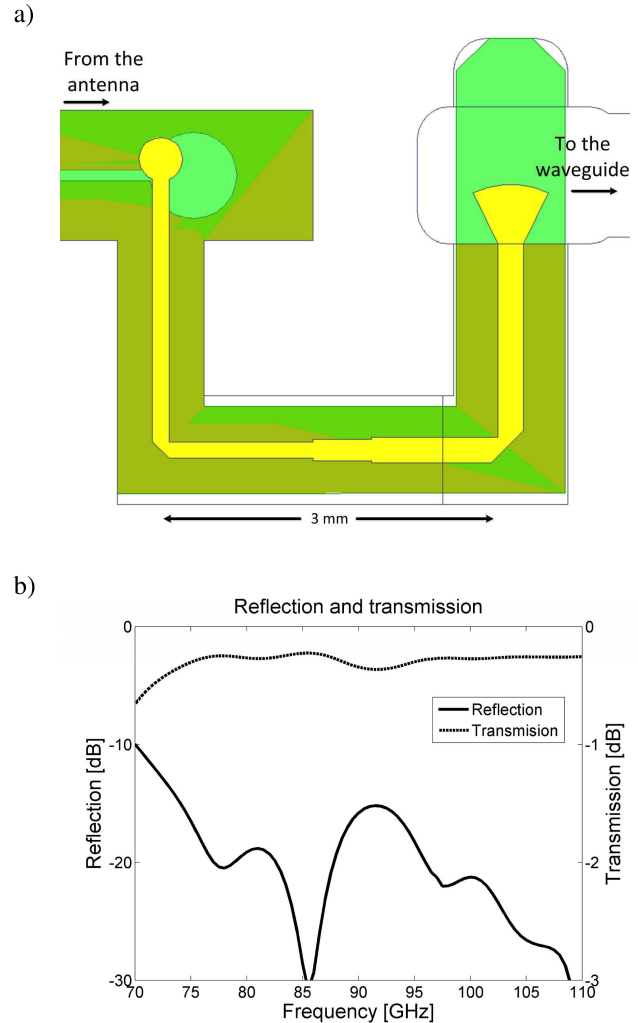 a)
From the
antenna
To the
waveguide
3 mm
b)
Reflection and transmission
0
-10
-20
-30
Reflection [dB]
Reflection
Transmision
0
-1
-2
-3
Transmission [dB]
70 75 80 85 90 95 100 105 110
Frequency [GHz]